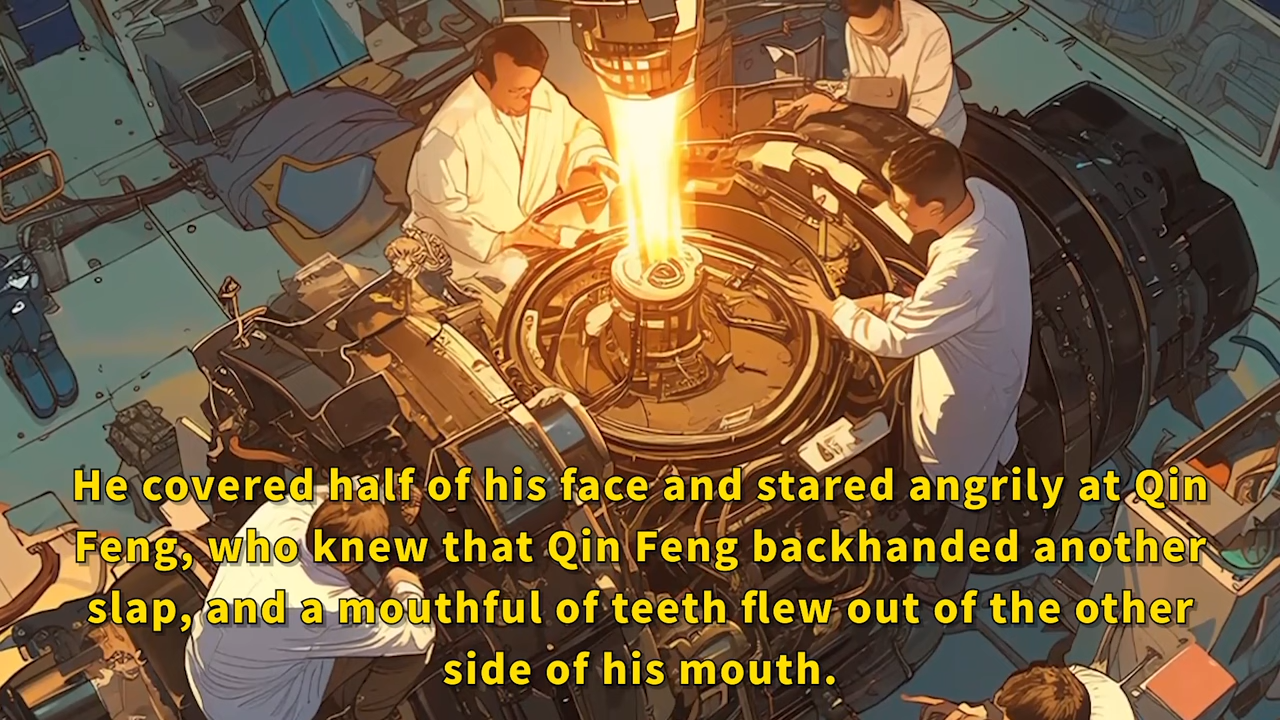 He covered half of his face and stared angrily at Qin
Feng, who knew that Qin Feng backhanded another
slap, and a mouthful of teeth flew out of the other
side of his mouth.